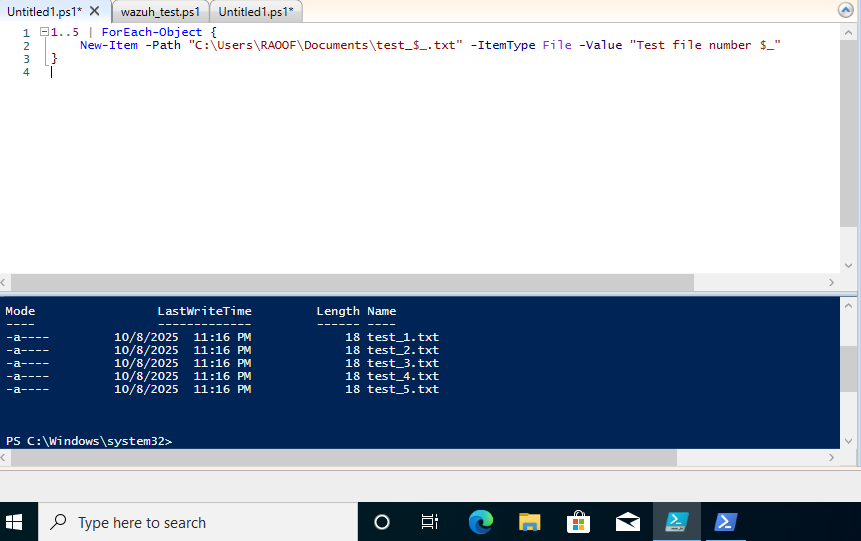 Untitled1.ps1* X wazuh_test.ps1 Untitled1.ps1*
1 1..5 | ForEach-Object {
2 New-Item -Path "C:\Users\RAOOF\Documents\test_$_.txt" -ItemType File -Value "Test file number $_"
3 }
4
Mode LastWriteTime Length Name
---- ------------- ------ ----
-a---- 10/8/2025 11:16 PM 18 test_1.txt
-a---- 10/8/2025 11:16 PM 18 test_2.txt
-a---- 10/8/2025 11:16 PM 18 test_3.txt
-a---- 10/8/2025 11:16 PM 18 test_4.txt
-a---- 10/8/2025 11:16 PM 18 test_5.txt
PS C:\Windows\system32>
Type here to search